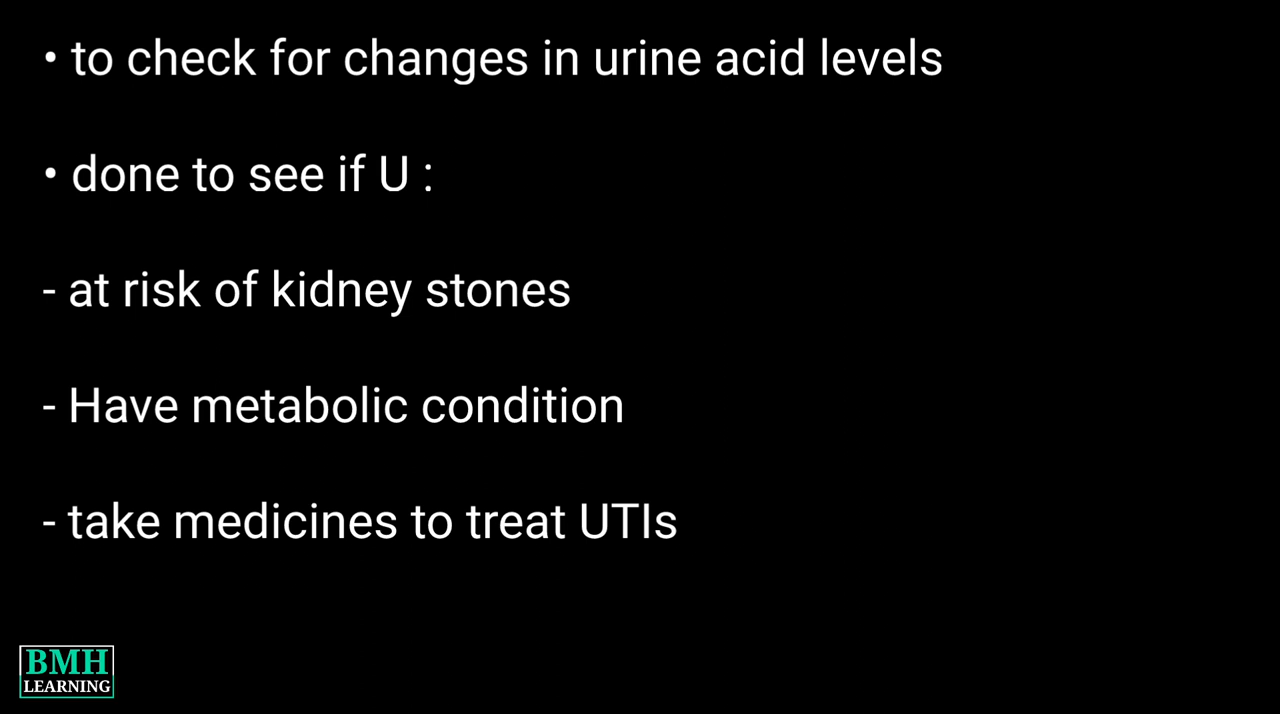 • to check for changes in urine acid levels
• done to see if U :
- at risk of kidney stones
- Have metabolic condition
- take medicines to treat UTIs
BMH
LEARNING